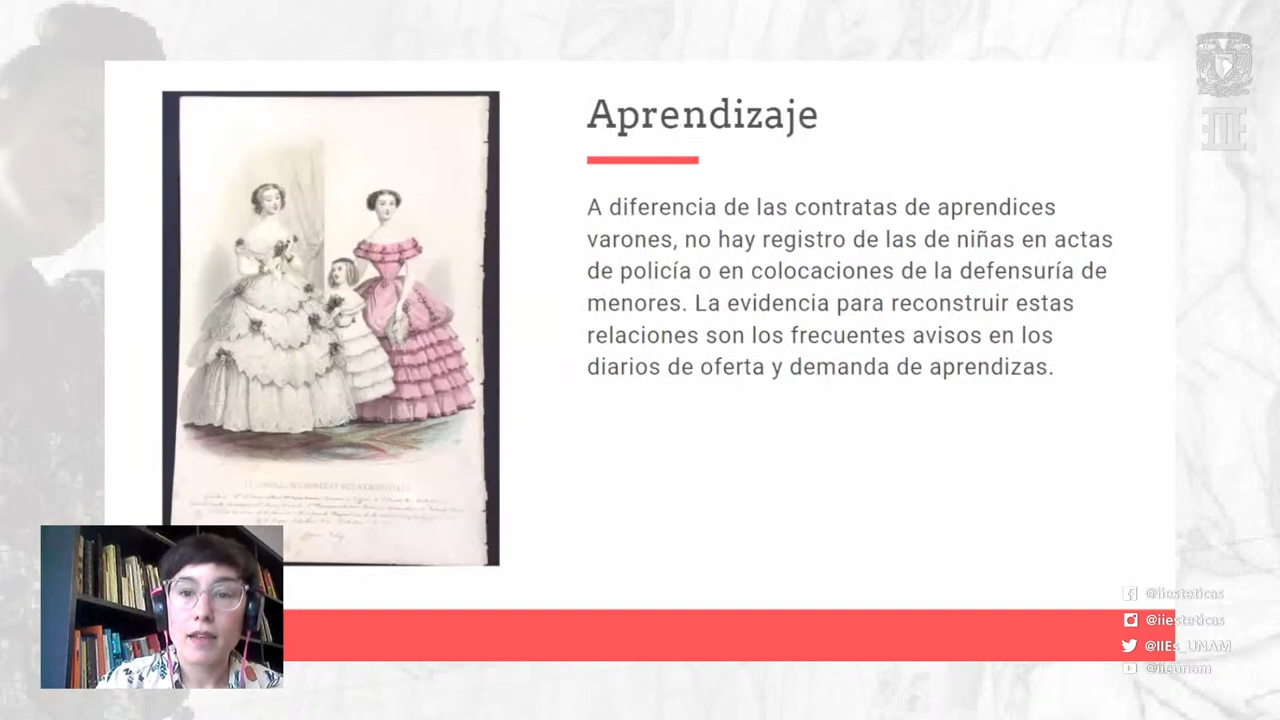 Aprendizaje
A diferencia de las contratas de aprendices
varones, no hay registro de las de niñas en actas
de policía o en colocaciones de la defensuría de
menores. La evidencia para reconstruir estas
relaciones son los frecuentes avisos en los
diarios de oferta y demanda de aprendizas.
@iiesteticas
@iiesteticas
@IIEs_UNAM
@iieunam